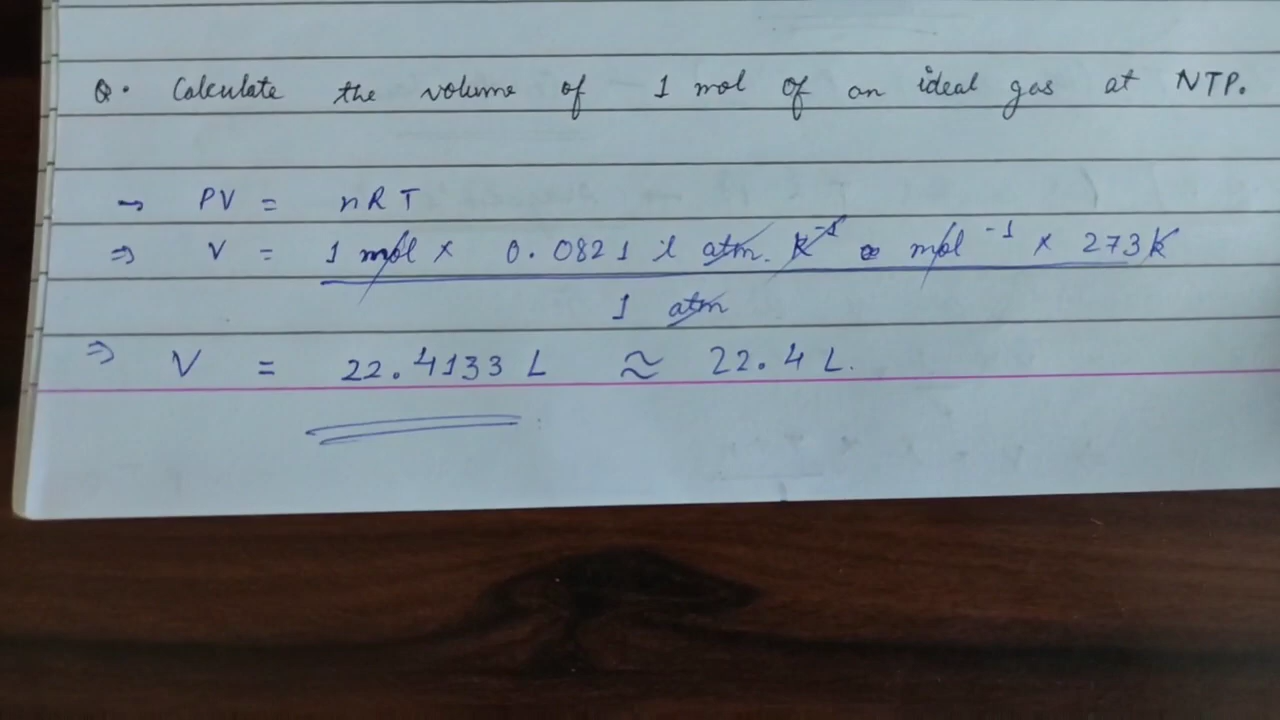 Q. Calculate the volume of 1 mol of an ideal gas at NTP.
→ PV = nRT
⇒ V = 1 mol × 0.0821 l atm. K⁻¹ mol⁻¹ × 273K
1 atm
⇒ V = 22.4133 L ≈ 22.4 L.